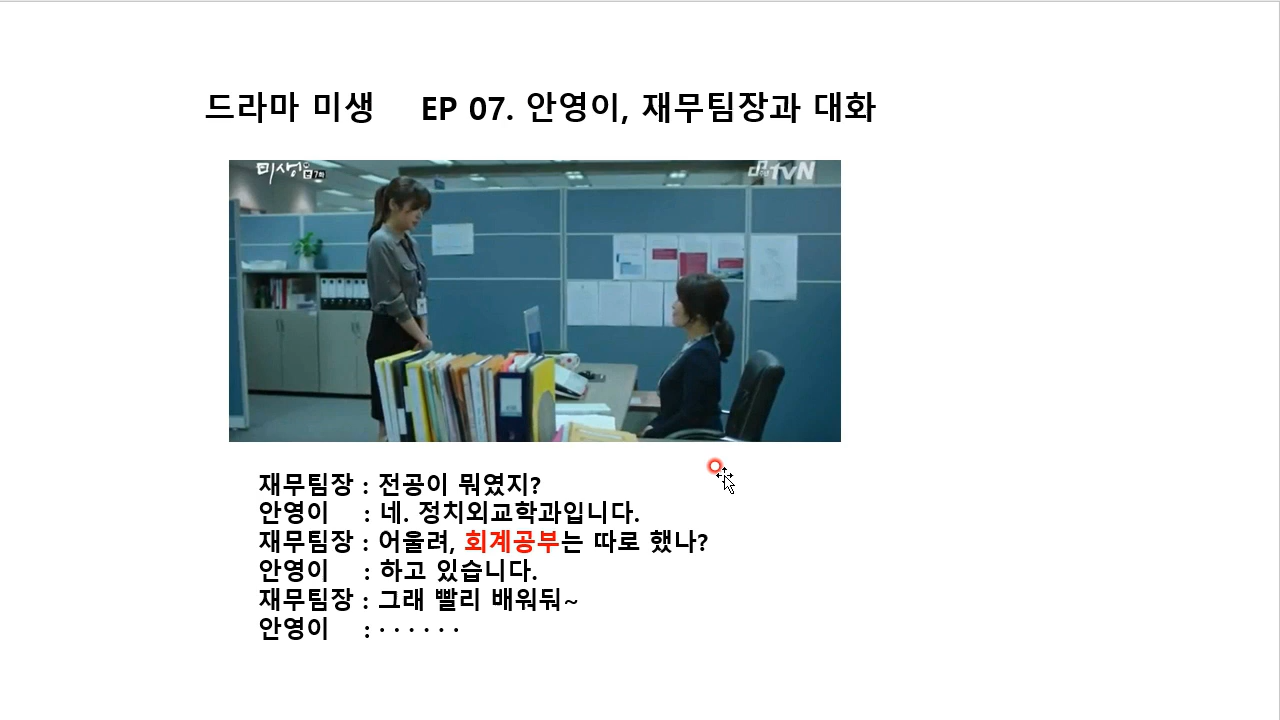 드라마 미생 EP 07. 안영이, 재무팀장과 대화
미생 7화
tvN
재무팀장 : 전공이 뭐였지?
안영이 : 네. 정치외교학과입니다.
재무팀장 : 어울려, 회계공부는 따로 했나?
안영이 : 하고 있습니다.
재무팀장 : 그래 빨리 배워둬~
안영이 : · · · · · ·